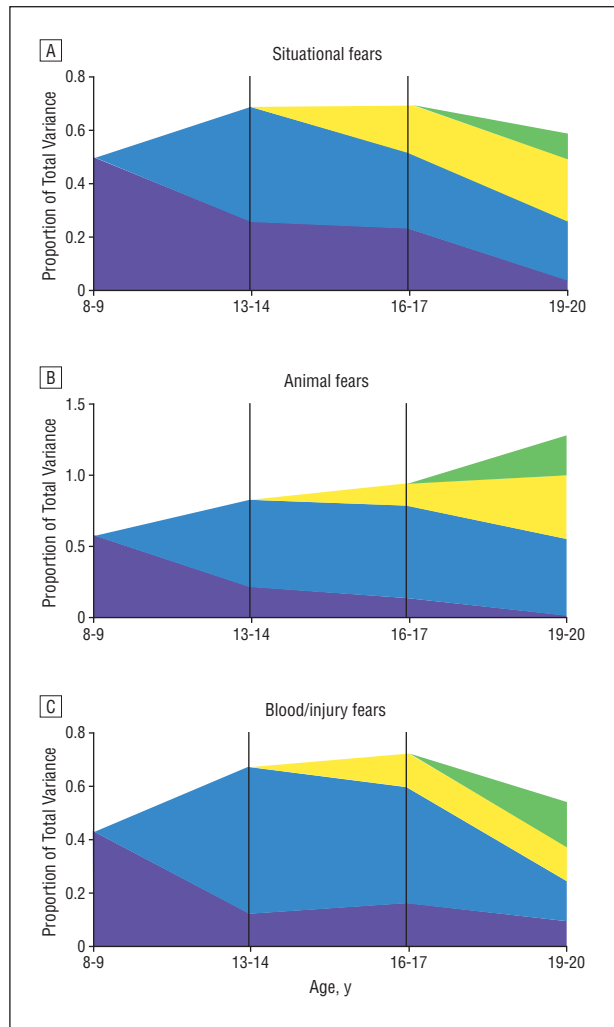 A
Situational fears
0.8
0.6
0.4
0.2
0
Proportion of Total Variance
8-9 13-14 16-17 19-20
B
Animal fears
1.5
1.0
0.5
0
Proportion of Total Variance
8-9 13-14 16-17 19-20
C
Blood/injury fears
0.8
0.6
0.4
0.2
0
Proportion of Total Variance
8-9 13-14 16-17 19-20
Age, y